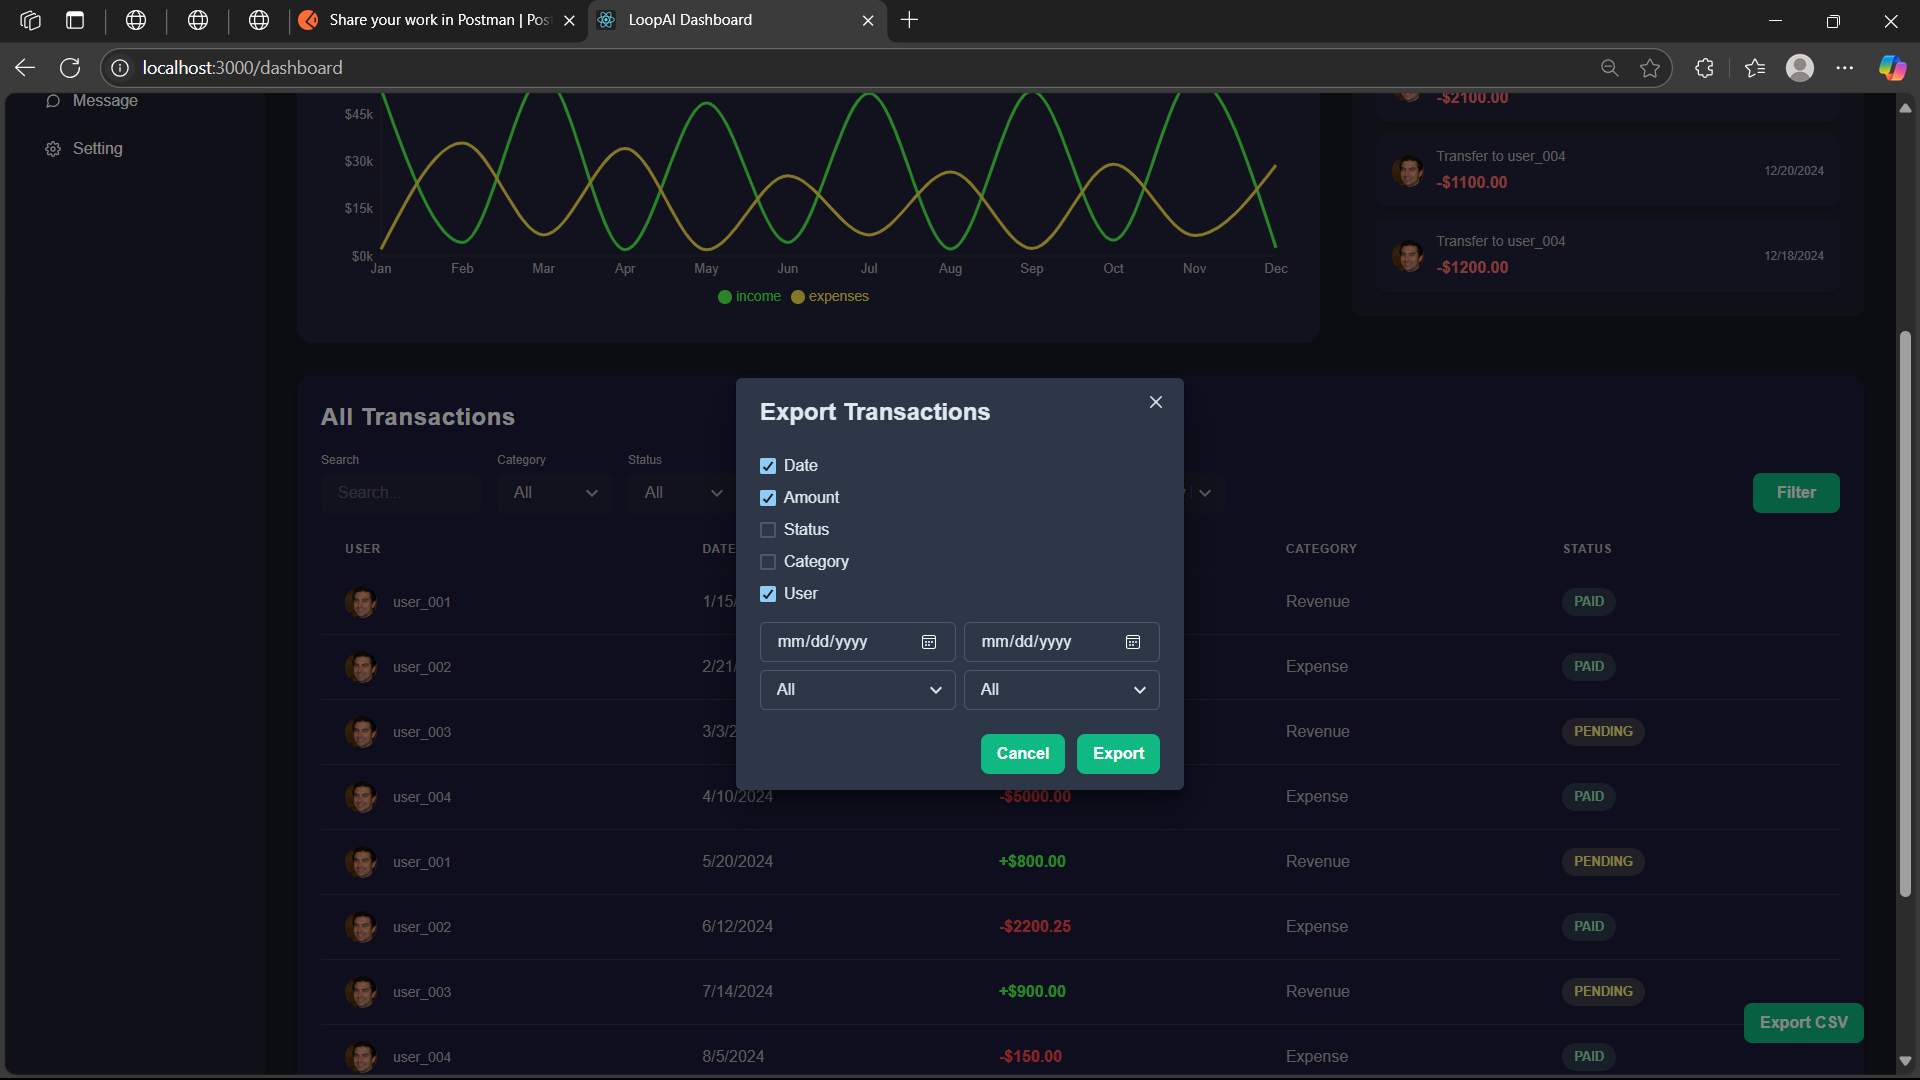 Share your work in Postman | Pos
LoopAI Dashboard
localhost:3000/dashboard
Message
Setting
$45k
$30k
$15k
$0k
Jan Feb Mar Apr May Jun Jul Aug Sep Oct Nov Dec
income expenses
-$2100.00
Transfer to user_004
-$1100.00
12/20/2024
Transfer to user_004
-$1200.00
12/18/2024
All Transactions
Search Category Status
Search... All All
Filter
USER DATE CATEGORY STATUS
user_001 1/15/ Revenue PAID
user_002 2/21/ Expense PAID
user_003 3/3/2 Revenue PENDING
user_004 4/10/2024 -$5000.00 Expense PAID
user_001 5/20/2024 +$800.00 Revenue PENDING
user_002 6/12/2024 -$2200.25 Expense PAID
user_003 7/14/2024 +$900.00 Revenue PENDING
user_004 8/5/2024 -$150.00 Expense PAID
Export CSV
Export Transactions
Date
Amount
Status
Category
User
mm/dd/yyyy mm/dd/yyyy
All All
Cancel Export